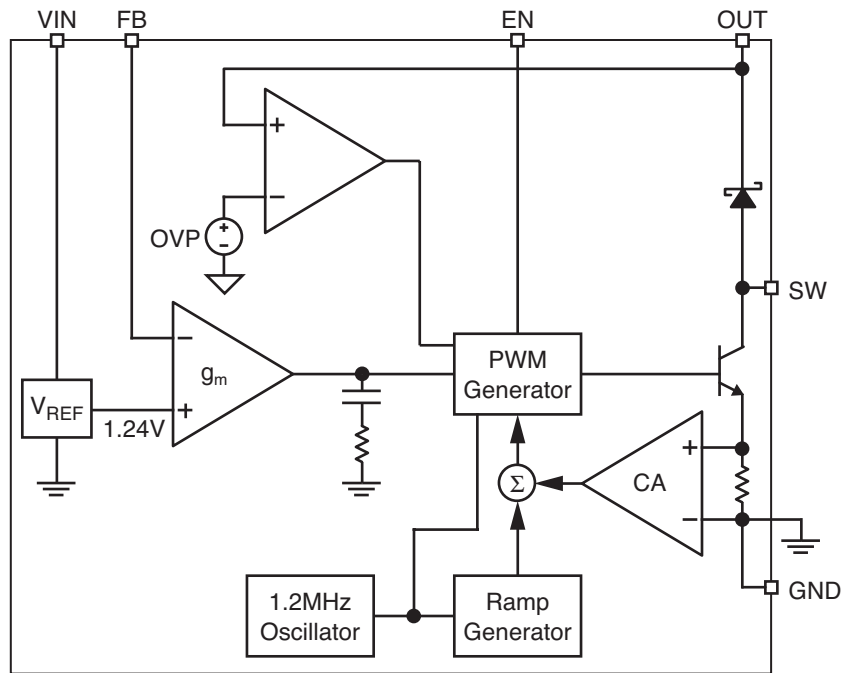 VIN
FB
EN
OUT
+
−
OVP
+
−
SW
−
gm
+
VREF
1.24V
PWM
Generator
+
CA
−
Σ
GND
1.2MHz
Oscillator
Ramp
Generator